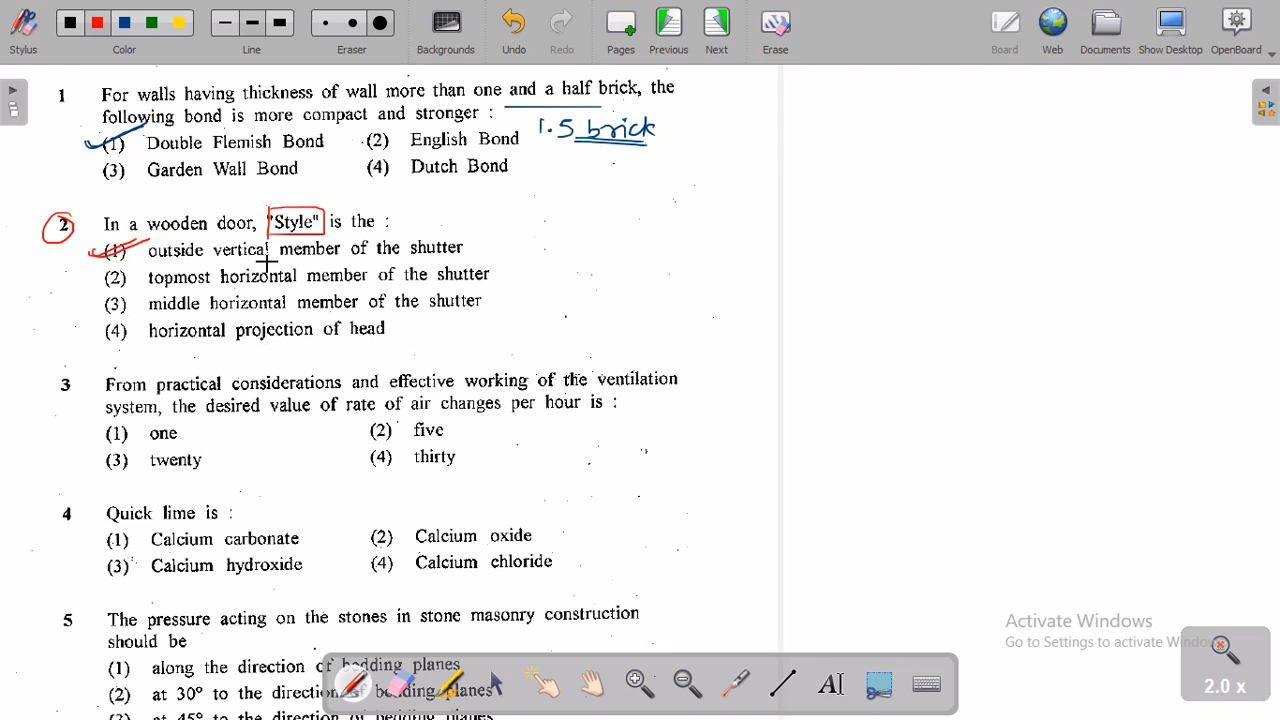 Stylus
Color
Line
Eraser
Backgrounds
Undo
Redo
Pages
Previous
Next
Erase
Board
Web
Documents
Show Desktop
OpenBoard
1 For walls having thickness of wall more than one and a half brick, the
following bond is more compact and stronger :
1.5 brick
(1) Double Flemish Bond (2) English Bond
(3) Garden Wall Bond (4) Dutch Bond
2 In a wooden door, "Style" is the :
(1) outside vertical member of the shutter
(2) topmost horizontal member of the shutter
(3) middle horizontal member of the shutter
(4) horizontal projection of head
3 From practical considerations and effective working of the ventilation
system, the desired value of rate of air changes per hour is :
(1) one (2) five
(3) twenty (4) thirty
4 Quick lime is :
(1) Calcium carbonate (2) Calcium oxide
(3) Calcium hydroxide (4) Calcium chloride
5 The pressure acting on the stones in stone masonry construction
should be
(1) along the direction of bedding planes
(2) at 30° to the direction of bedding planes
(3) at 45° to the direction of bedding planes
Activate Windows
Go to Settings to activate Windows
2.0 x